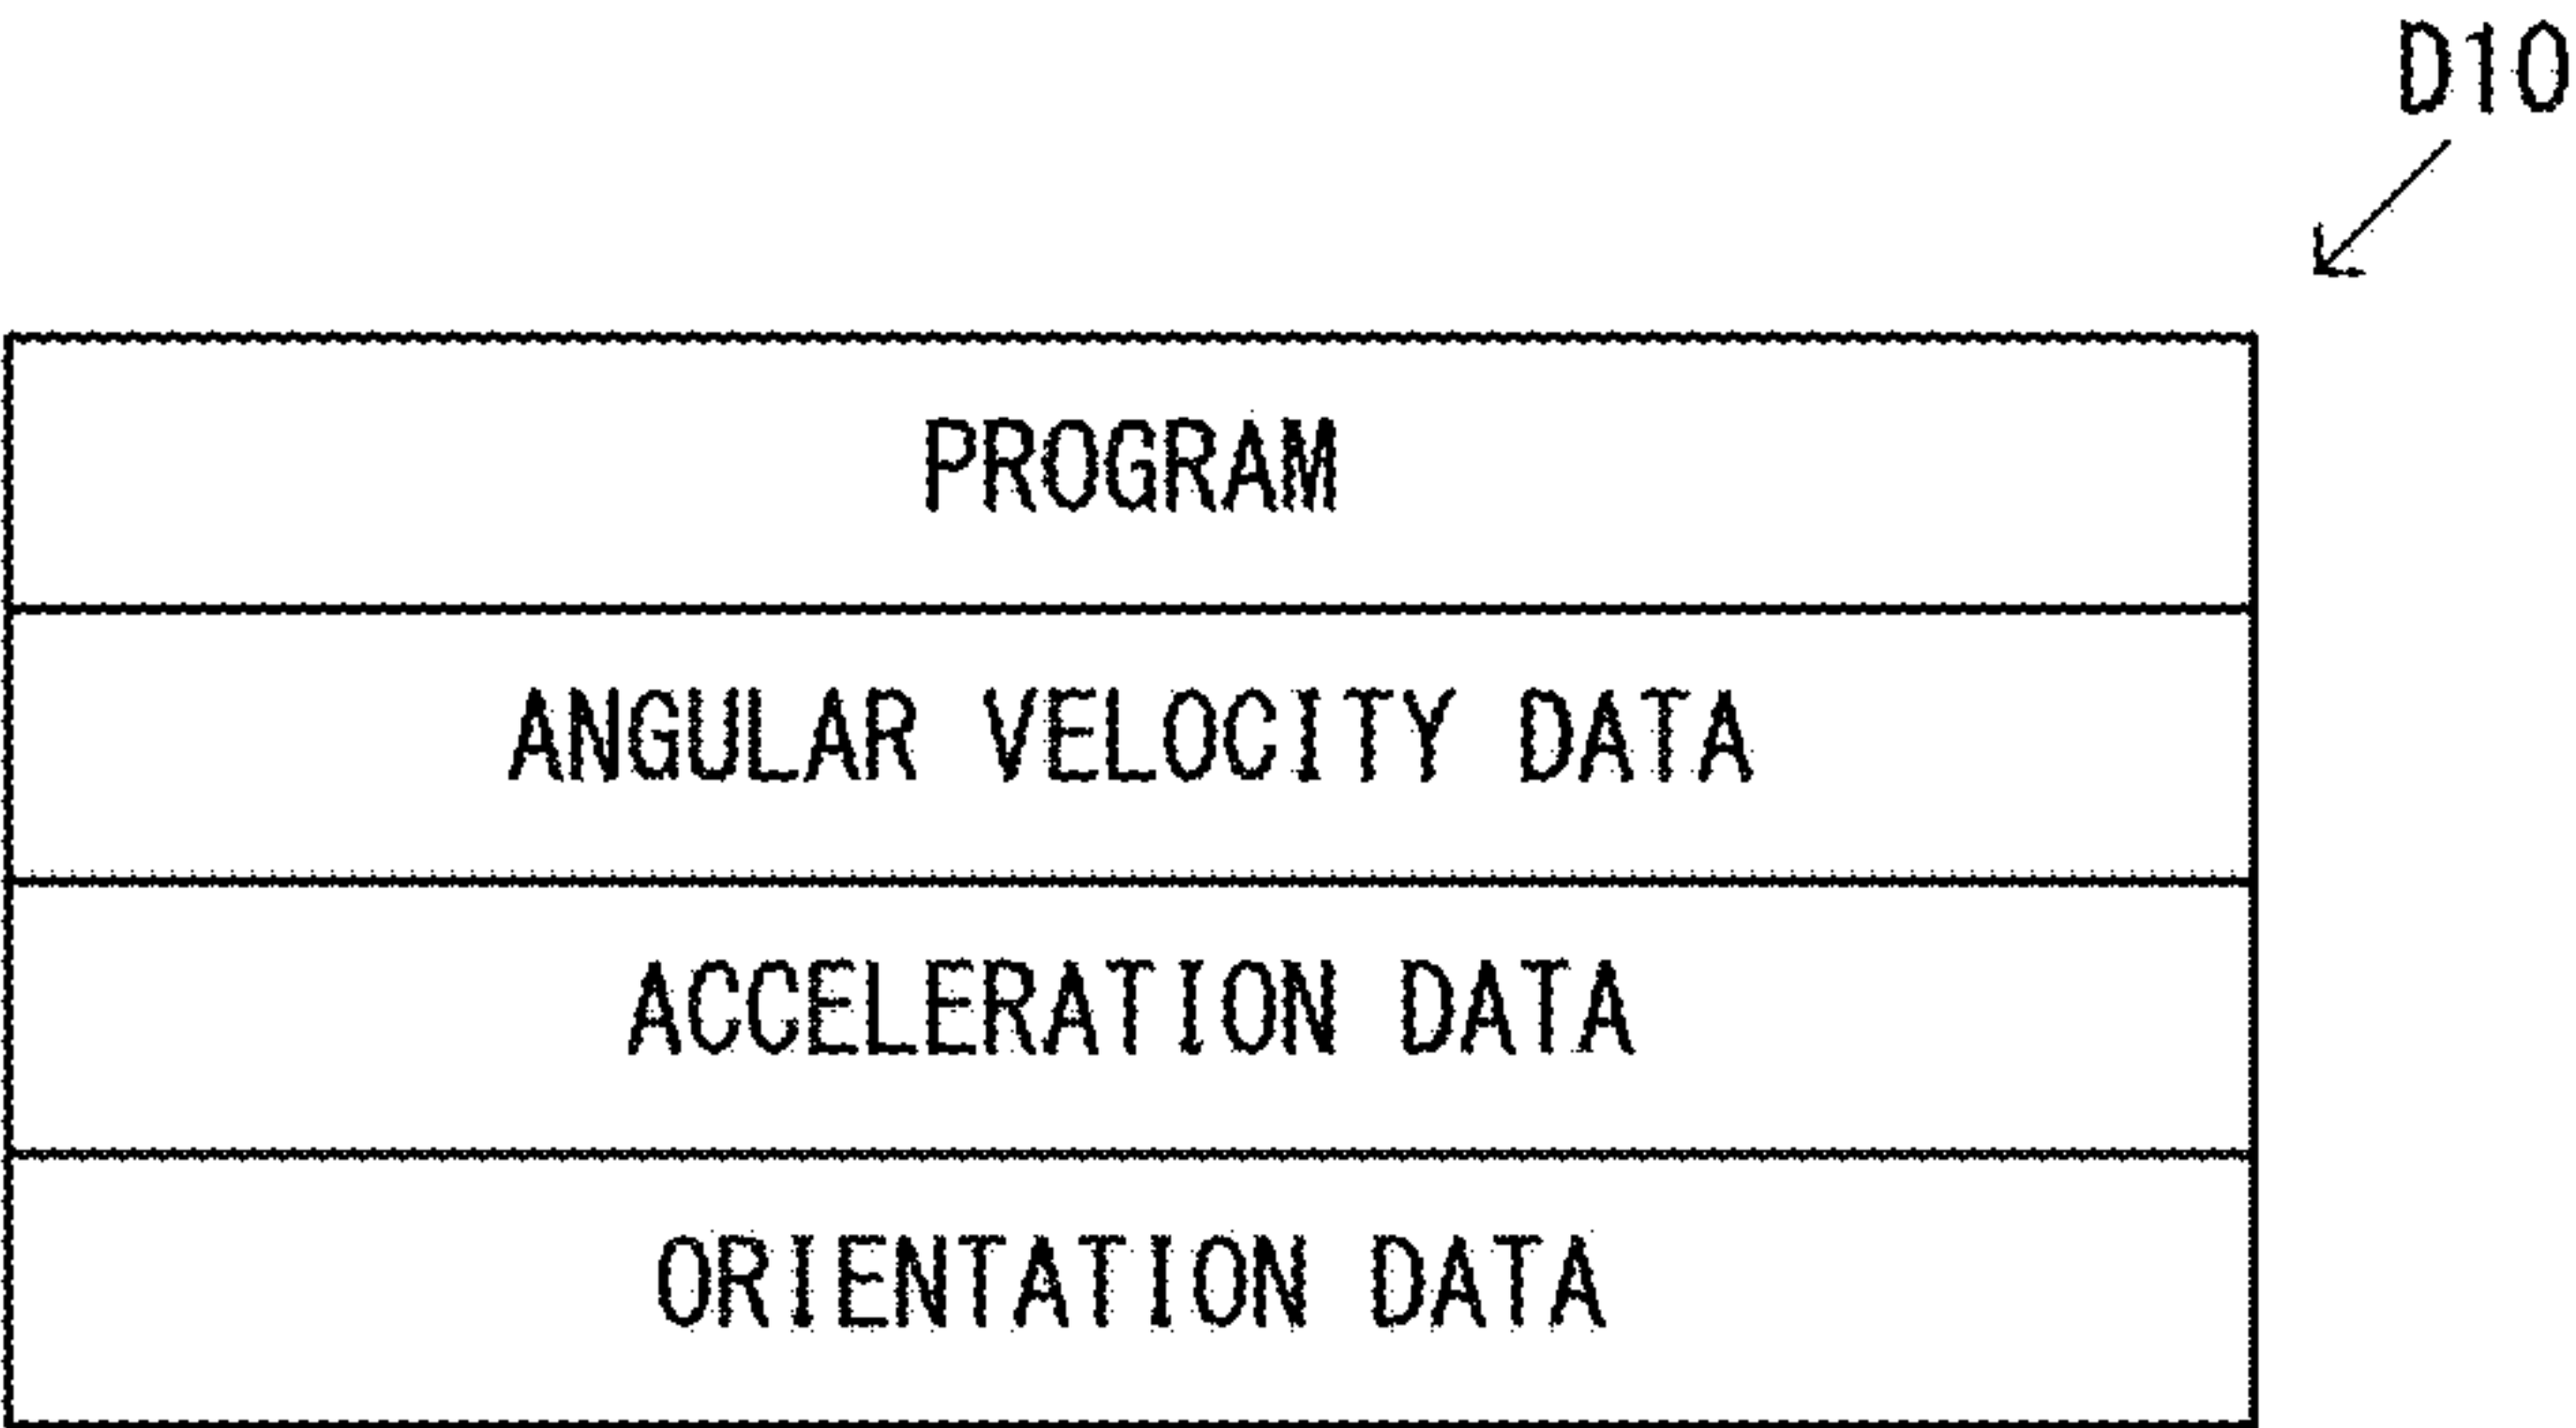 D10
PROGRAM
ANGULAR VELOCITY DATA
ACCELERATION DATA
ORIENTATION DATA